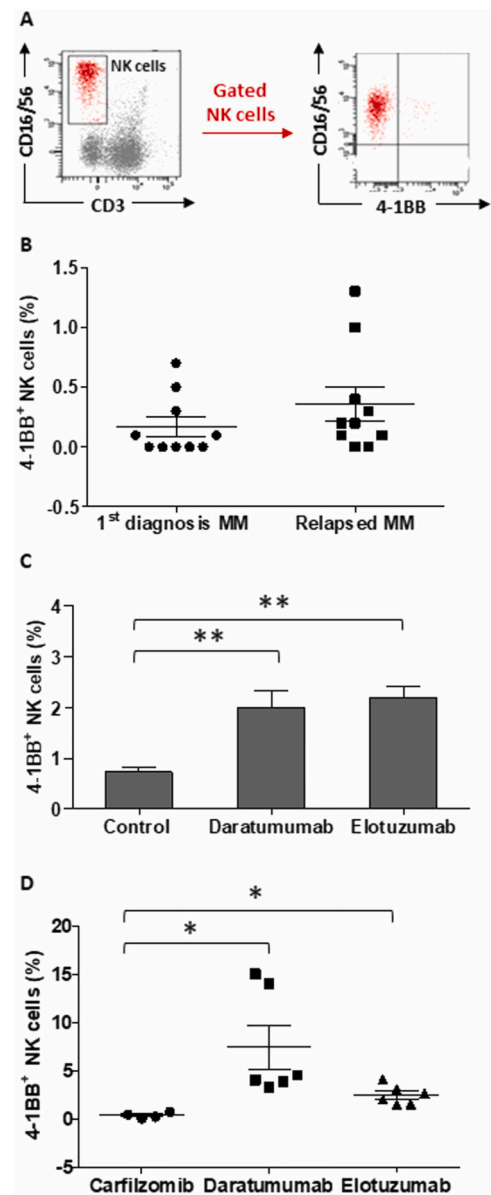 A
CD16/56
NK cells
CD3
Gated
NK cells
CD16/56
4-1BB
B
4-1BB⁺ NK cells (%)
1.5
1.0
0.5
0.0
-0.5
1ˢᵗ diagnosis MM
Relapsed MM
C
4-1BB⁺ NK cells (%)
4
3
2
1
0
**
**
Control
Daratumumab
Elotuzumab
D
4-1BB⁺ NK cells (%)
20
15
10
5
0
-5
*
*
Carfilzomib
Daratumumab
Elotuzumab